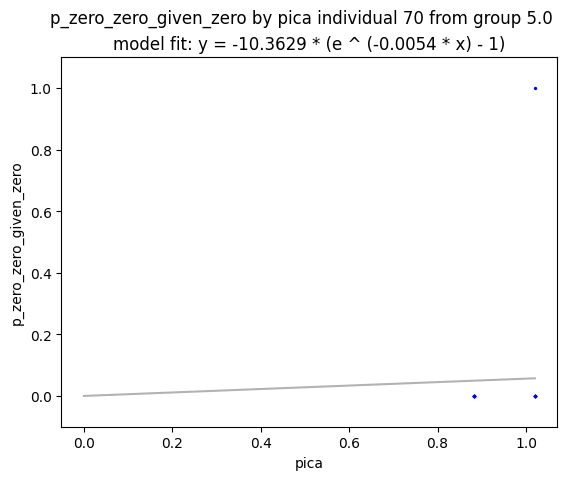 p_zero_zero_given_zero by pica individual 70 from group 5.0
model fit: y = -10.3629 * (e ^ (-0.0054 * x) - 1)
1.0
0.8
0.6
0.4
0.2
0.0
p_zero_zero_given_zero
0.0 0.2 0.4 0.6 0.8 1.0
pica